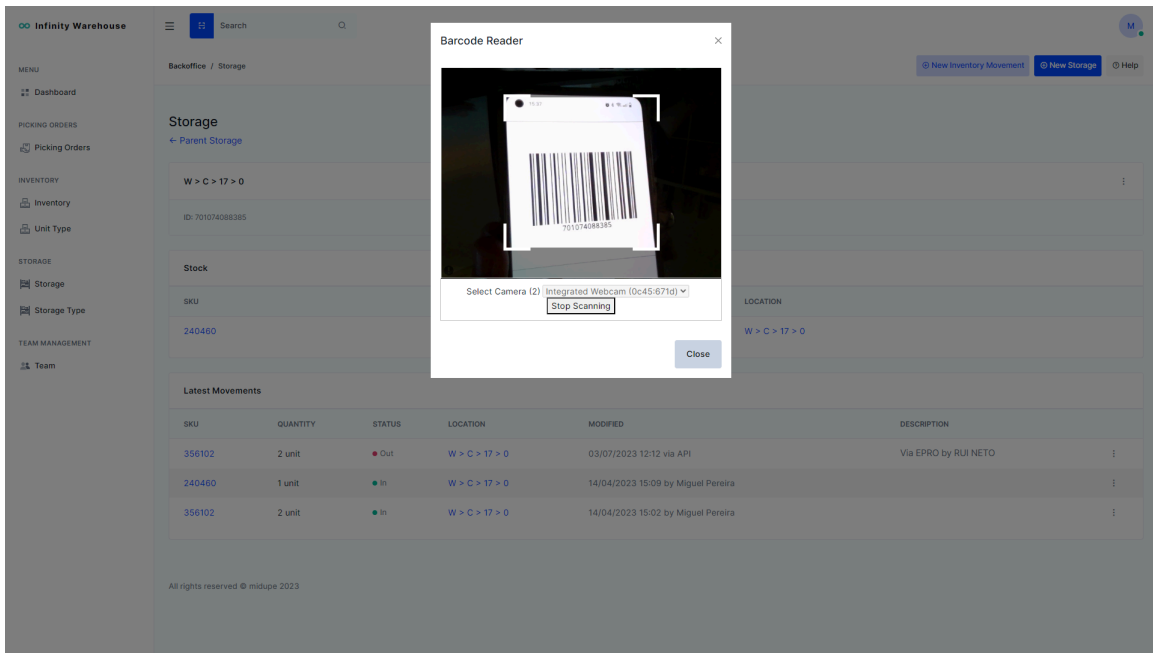 Infinity Warehouse
Search
M
Barcode Reader
MENU
Dashboard
PICKING ORDERS
Picking Orders
INVENTORY
Inventory
Unit Type
STORAGE
Storage
Storage Type
TEAM MANAGEMENT
Team
Backoffice / Storage
New Inventory Movement
New Storage
Help
Storage
← Parent Storage
W > C > 17 > 0
ID: 701074088385
15:37
701074088385
Select Camera (2) Integrated Webcam (0c45:671d)
Stop Scanning
Close
Stock
SKU LOCATION
240460 W > C > 17 > 0
Latest Movements
SKU QUANTITY STATUS LOCATION MODIFIED DESCRIPTION
356102 2 unit Out W > C > 17 > 0 03/07/2023 12:12 via API Via EPRO by RUI NETO
240460 1 unit In W > C > 17 > 0 14/04/2023 15:09 by Miguel Pereira
356102 2 unit In W > C > 17 > 0 14/04/2023 15:02 by Miguel Pereira
All rights reserved © midupe 2023